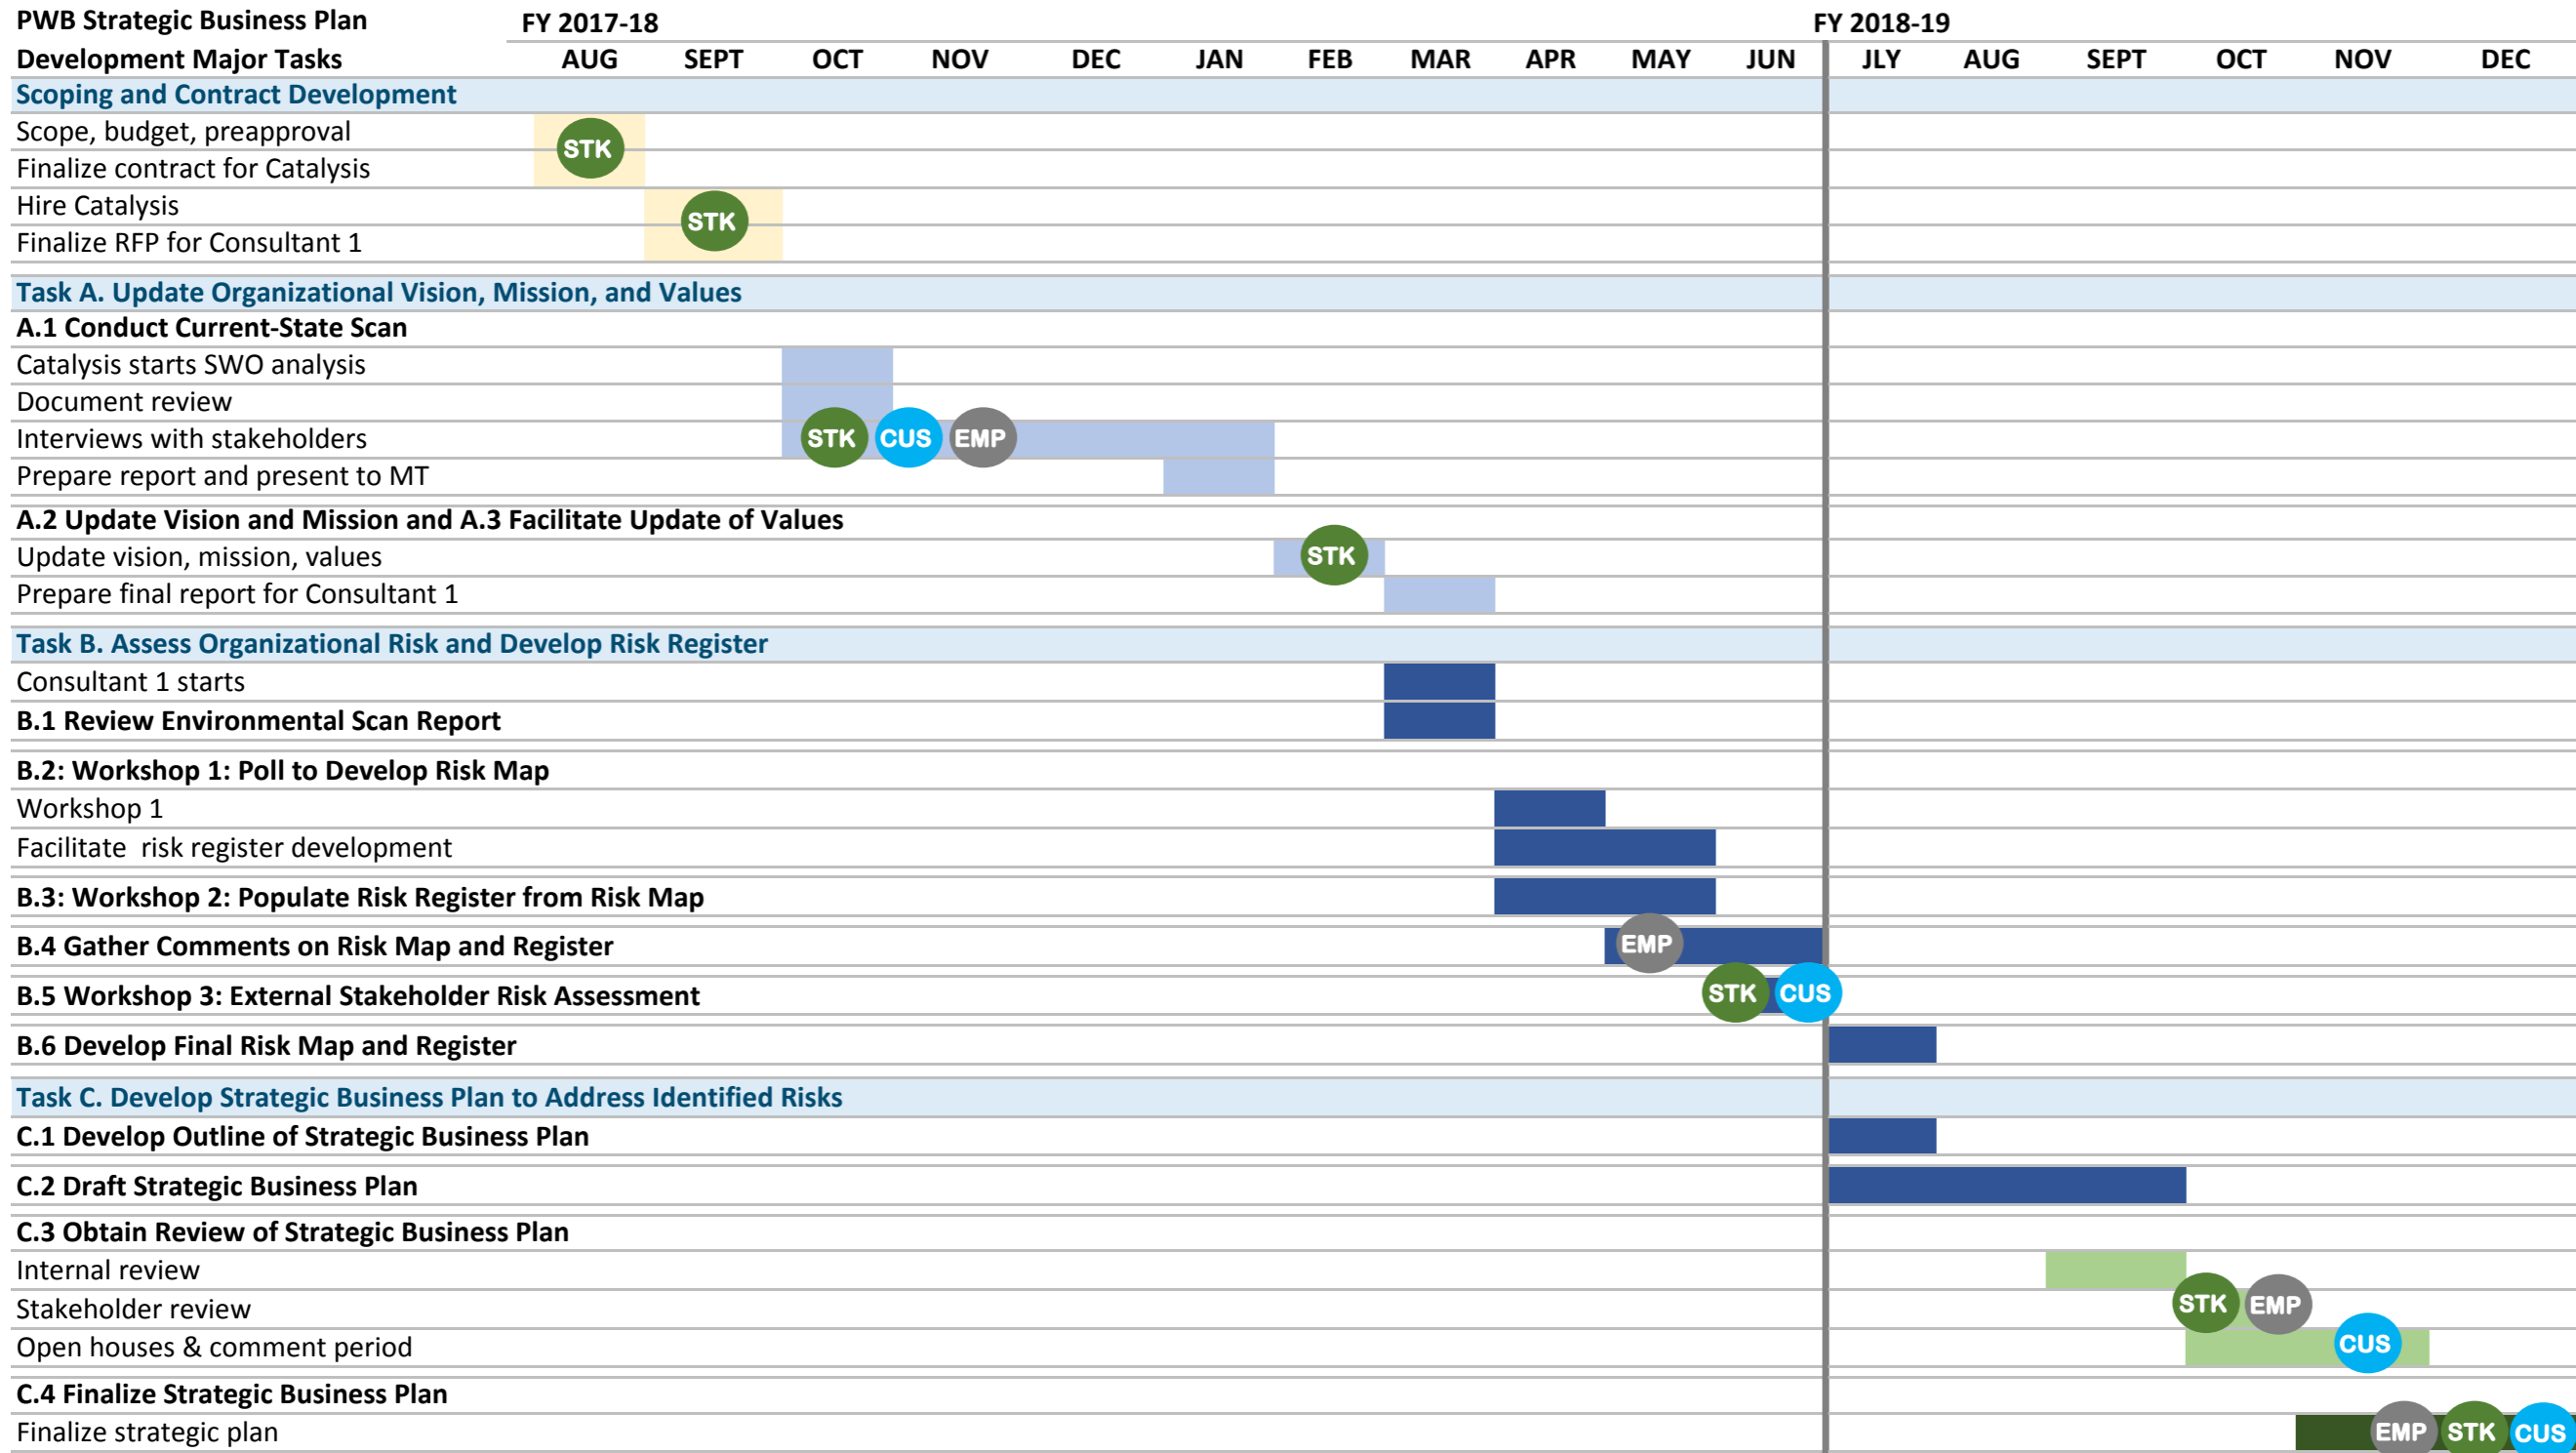 PWB Strategic Business Plan FY 2017-18 FY 2018-19
Development Major Tasks AUG SEPT OCT NOV DEC JAN FEB MAR APR MAY JUN JLY AUG SEPT OCT NOV DEC
Scoping and Contract Development
Scope, budget, preapproval
STK
Finalize contract for Catalysis
Hire Catalysis
STK
Finalize RFP for Consultant 1
Task A. Update Organizational Vision, Mission, and Values
A.1 Conduct Current-State Scan
Catalysis starts SWO analysis
Document review
Interviews with stakeholders STK CUS EMP
Prepare report and present to MT
A.2 Update Vision and Mission and A.3 Facilitate Update of Values
Update vision, mission, values STK
Prepare final report for Consultant 1
Task B. Assess Organizational Risk and Develop Risk Register
Consultant 1 starts
B.1 Review Environmental Scan Report
B.2: Workshop 1: Poll to Develop Risk Map
Workshop 1
Facilitate risk register development
B.3: Workshop 2: Populate Risk Register from Risk Map
B.4 Gather Comments on Risk Map and Register EMP
B.5 Workshop 3: External Stakeholder Risk Assessment STK CUS
B.6 Develop Final Risk Map and Register
Task C. Develop Strategic Business Plan to Address Identified Risks
C.1 Develop Outline of Strategic Business Plan
C.2 Draft Strategic Business Plan
C.3 Obtain Review of Strategic Business Plan
Internal review
Stakeholder review STK EMP
Open houses & comment period CUS
C.4 Finalize Strategic Business Plan
Finalize strategic plan EMP STK CUS